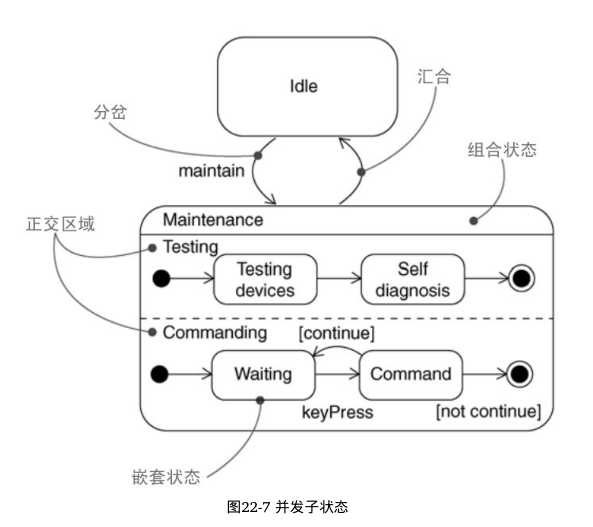 Idle
汇合
分岔
maintain
组合状态
Maintenance
正交区域
Testing
Testing
devices
Self
diagnosis
Commanding
[continue]
Waiting
Command
keyPress
[not continue]
嵌套状态
图22-7 并发子状态